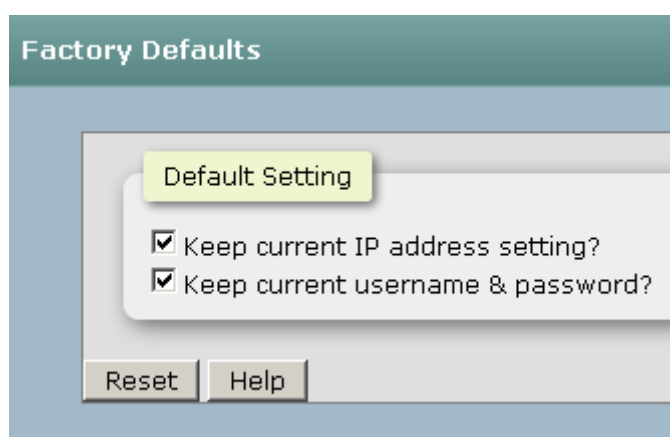 Factory Defaults
Default Setting
Keep current IP address setting?
Keep current username & password?
Reset Help